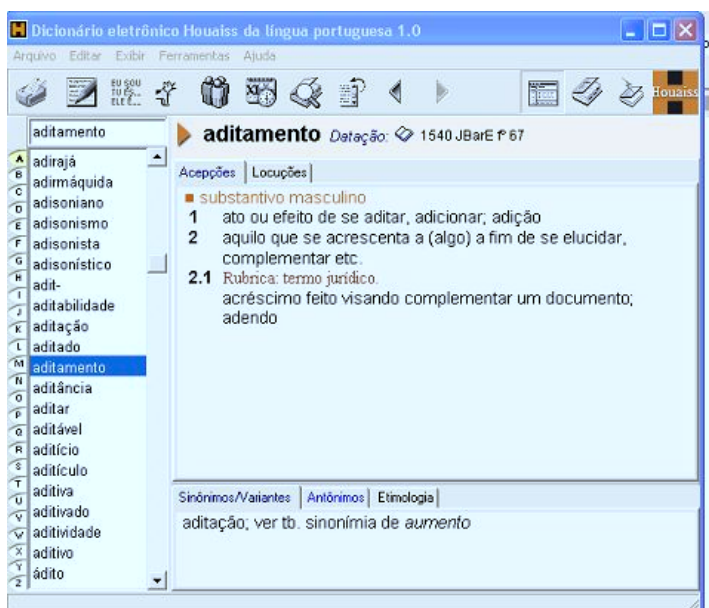 Dicionário eletrônico Houaiss da língua portuguesa 1.0
Arquivo Editar Exibir Ferramentas Ajuda
EU SOU
TU ÉS
ELE É...
Houaiss
aditamento
A
B
C
D
E
F
G
H
I
J
K
L
M
N
O
P
Q
R
S
T
U
V
W
X
Y
Z
adirajá
adirmáquida
adisoniano
adisonismo
adisonista
adisonístico
adit-
aditabilidade
aditação
aditado
aditamento
aditância
aditar
aditável
aditício
aditículo
aditiva
aditivado
aditividade
aditivo
ádito
aditamento Datação: 1540 JBarE fº 67
Acepções Locuções
substantivo masculino
1 ato ou efeito de se aditar, adicionar; adição
2 aquilo que se acrescenta a (algo) a fim de se elucidar,
complementar etc.
2.1 Rubrica: termo jurídico.
acréscimo feito visando complementar um documento;
adendo
Sinônimos/Variantes Antônimos Etimologia
aditação; ver tb. sinonímia de aumento